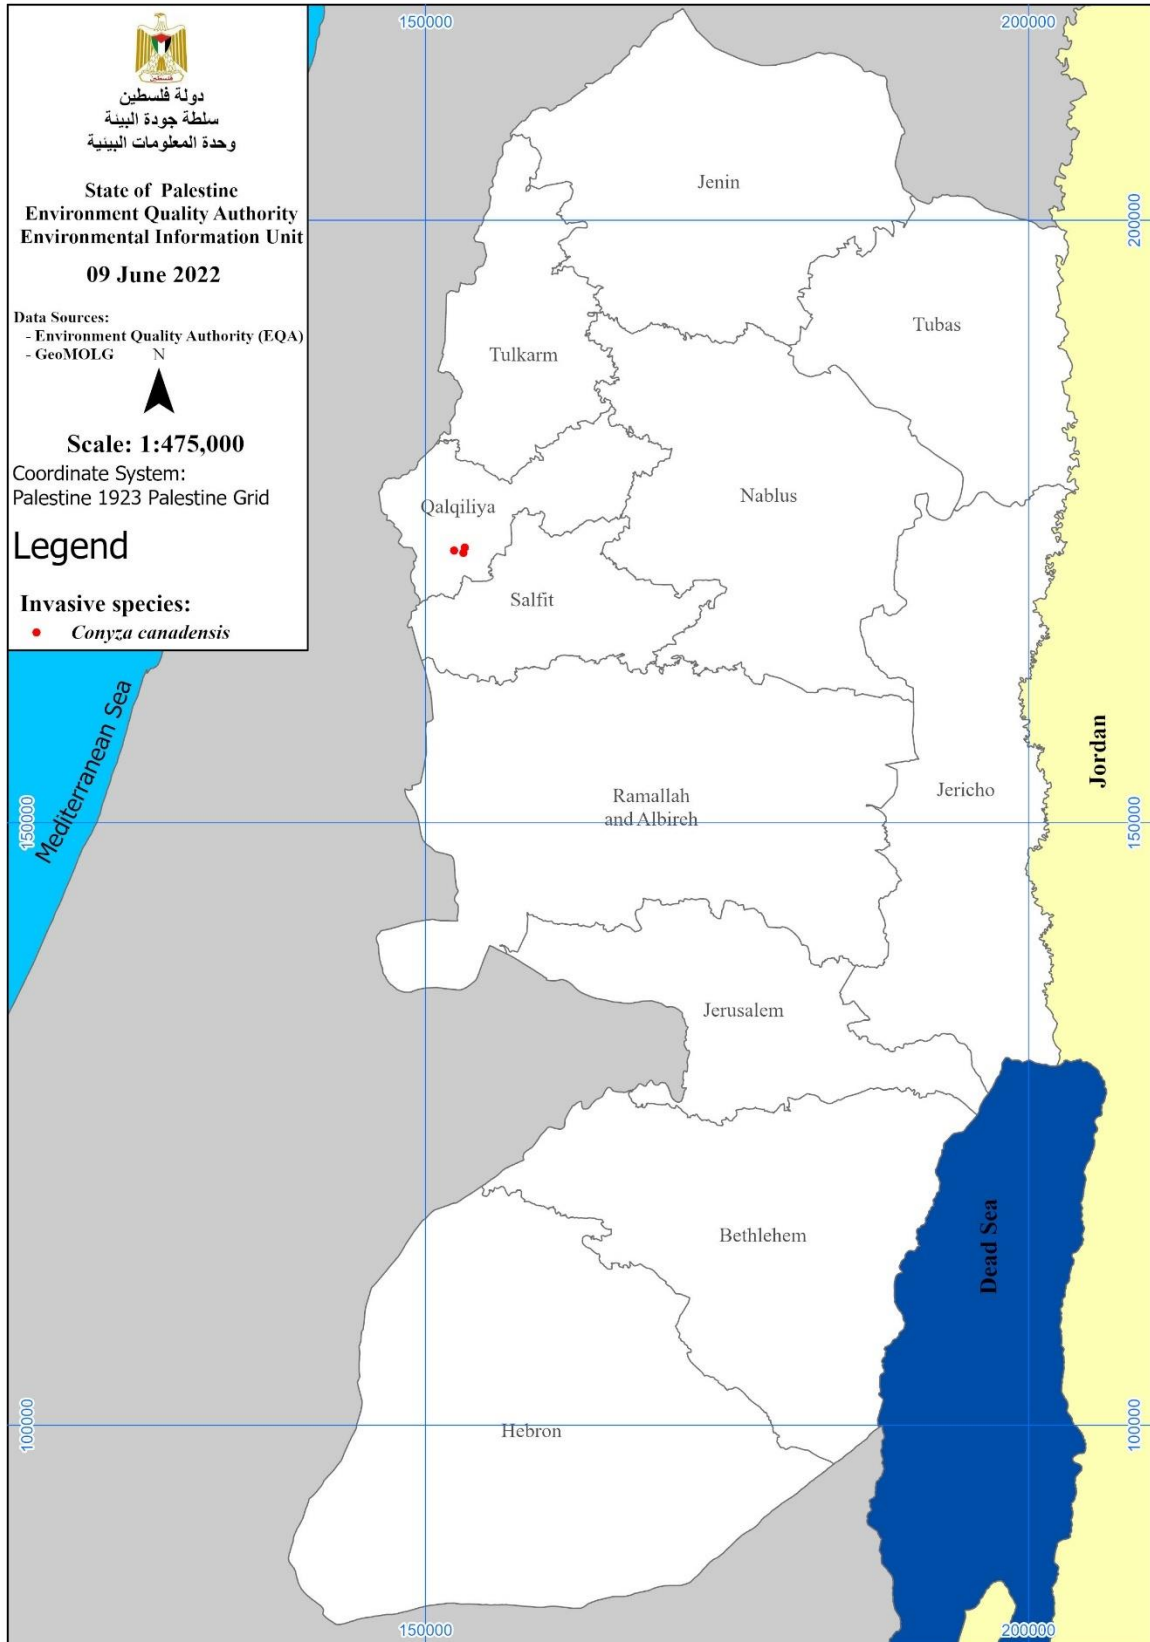 150000
200000
فلسطين
دولة فلسطين
سلطة جودة البيئة
وحدة المعلومات البيئية
State of Palestine
Environment Quality Authority
Environmental Information Unit
09 June 2022
Data Sources:
- Environment Quality Authority (EQA)
- GeoMOLG
N
Scale: 1:475,000
Coordinate System:
Palestine 1923 Palestine Grid
Legend
Invasive species:
Conyza canadensis
Jenin
200000
Tubas
Tulkarm
Nablus
Qalqiliya
Salfit
Mediterranean Sea
Jordan
Jericho
Ramallah
and Albireh
150000
150000
Jerusalem
Bethlehem
Dead Sea
Hebron
100000
100000
150000
200000